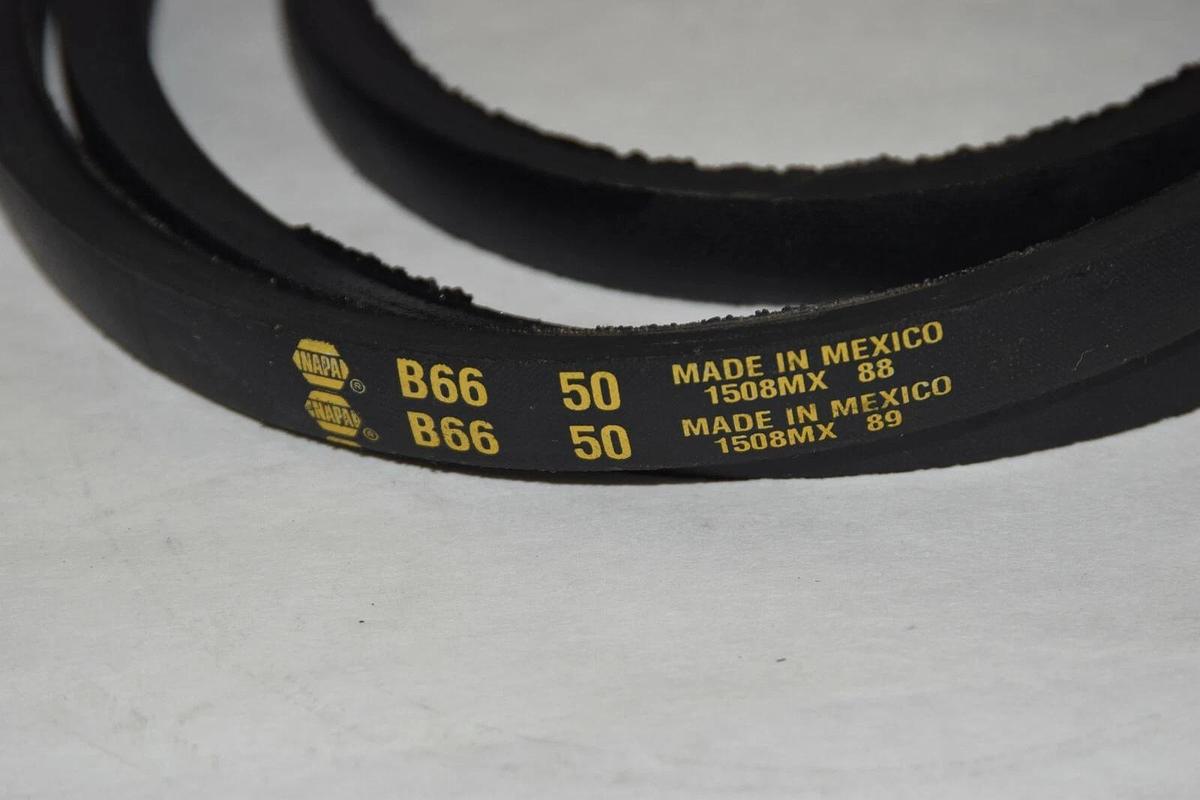 NAPA ® B66 50 MADE IN MEXICO
1508MX 88
NAPA ® B66 50 MADE IN MEXICO
1508MX 89